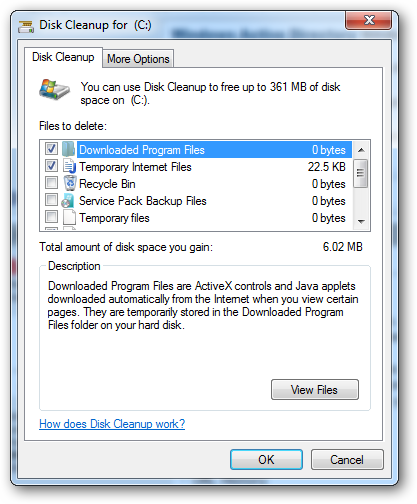 Disk Cleanup for  (C:)
Disk Cleanup
More Options
You can use Disk Cleanup to free up to 361 MB of disk
space on  (C:).
Files to delete:
Downloaded Program Files 0 bytes
Temporary Internet Files 22.5 KB
Recycle Bin 0 bytes
Service Pack Backup Files 0 bytes
Temporary files 0 bytes
Total amount of disk space you gain: 6.02 MB
Description
Downloaded Program Files are ActiveX controls and Java applets
downloaded automatically from the Internet when you view certain
pages. They are temporarily stored in the Downloaded Program
Files folder on your hard disk.
View Files
How does Disk Cleanup work?
OK
Cancel